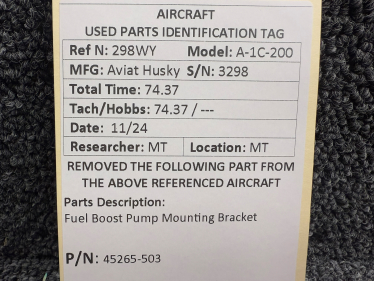 AIRCRAFT
USED PARTS IDENTIFICATION TAG
Ref N: 298WY Model: A-1C-200
MFG: Aviat Husky S/N: 3298
Total Time: 74.37
Tach/Hobbs: 74.37 / ---
Date: 11/24
Researcher: MT Location: MT
REMOVED THE FOLLOWING PART FROM
THE ABOVE REFERENCED AIRCRAFT
Parts Description:
Fuel Boost Pump Mounting Bracket
P/N: 45265-503